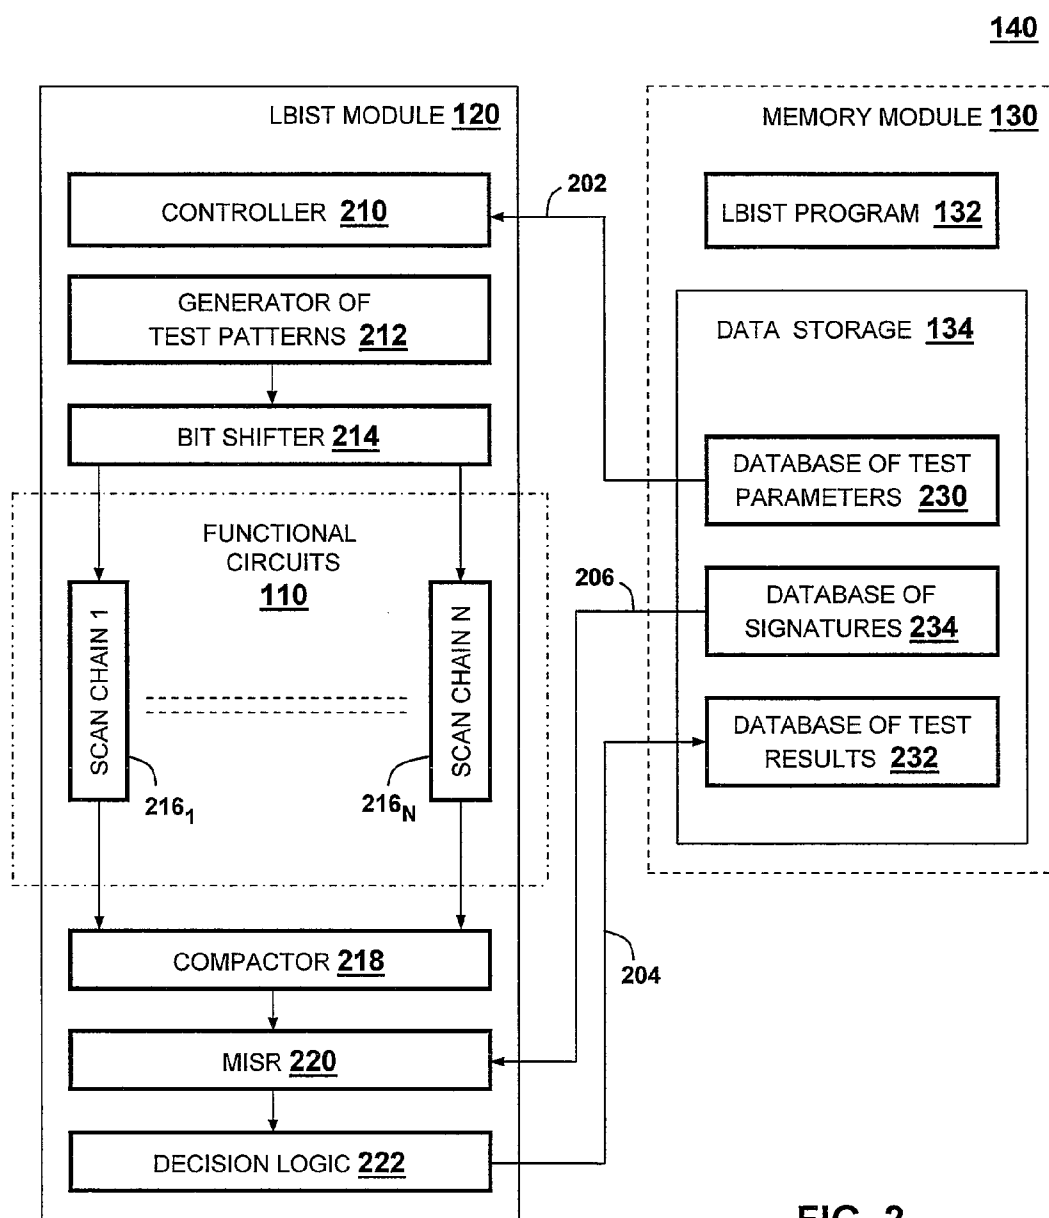 140
LBIST MODULE 120
MEMORY MODULE 130
CONTROLLER 210
202
LBIST PROGRAM 132
GENERATOR OF
TEST PATTERNS 212
DATA STORAGE 134
BIT SHIFTER 214
DATABASE OF TEST
PARAMETERS 230
FUNCTIONAL
CIRCUITS
110
206
DATABASE OF
SIGNATURES 234
SCAN CHAIN 1
SCAN CHAIN N
DATABASE OF TEST
RESULTS 232
216₁
216N
COMPACTOR 218
204
MISR 220
DECISION LOGIC 222
FIG. 2